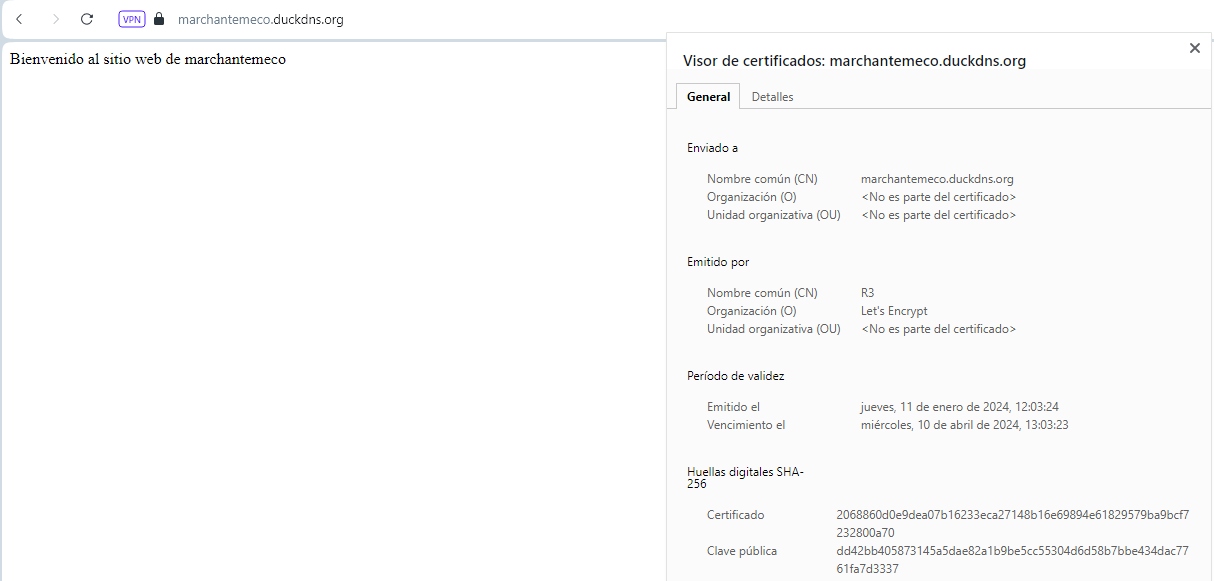 VPN marchantemeco.duckdns.org
Bienvenido al sitio web de marchantemeco
Visor de certificados: marchantemeco.duckdns.org
General Detalles
Enviado a
Nombre común (CN) marchantemeco.duckdns.org
Organización (O) <No es parte del certificado>
Unidad organizativa (OU) <No es parte del certificado>
Emitido por
Nombre común (CN) R3
Organización (O) Let's Encrypt
Unidad organizativa (OU) <No es parte del certificado>
Período de validez
Emitido el jueves, 11 de enero de 2024, 12:03:24
Vencimiento el miércoles, 10 de abril de 2024, 13:03:23
Huellas digitales SHA-
256
Certificado 2068860d0e9dea07b16233eca27148b16e69894e61829579ba9bcf7
232800a70
Clave pública dd42bb405873145a5dae82a1b9be5cc55304d6d58b7bbe434dac77
61fa7d3337